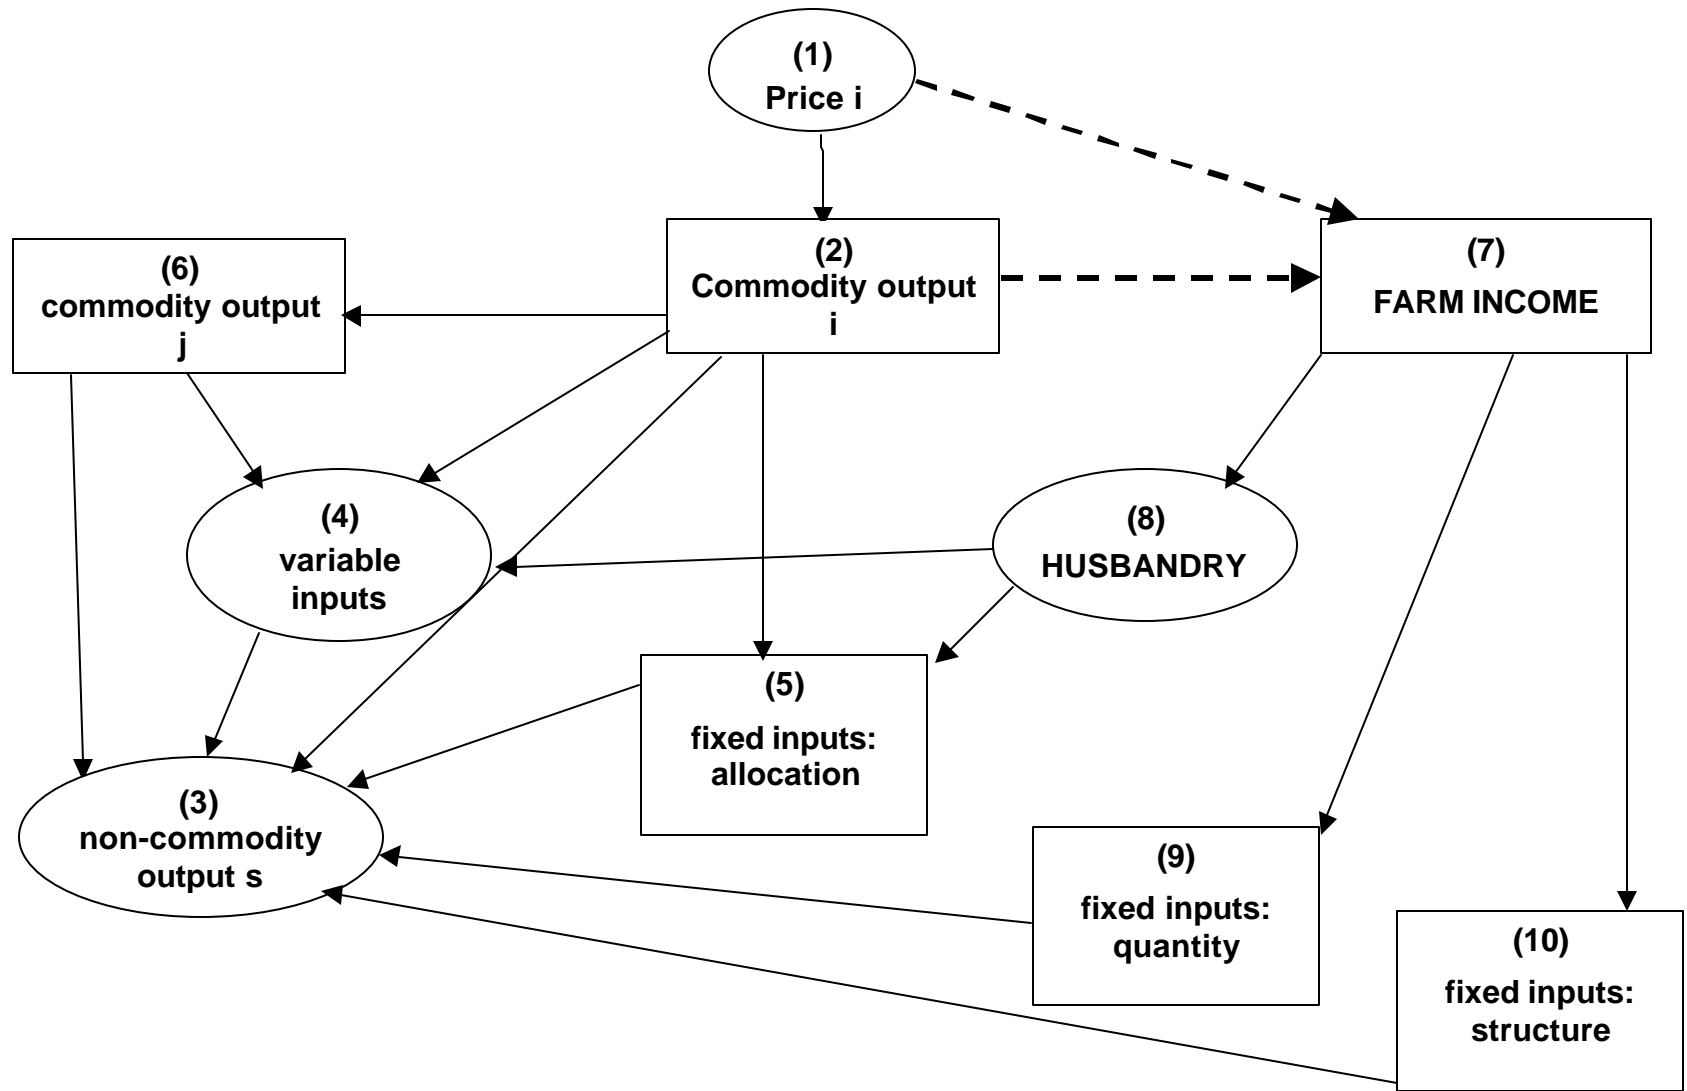 (1)
Price i
(2)
Commodity output
i
(7)
FARM INCOME
(6)
commodity output
j
(4)
variable
inputs
(8)
HUSBANDRY
(5)
fixed inputs:
allocation
(3)
non-commodity
output s
(9)
fixed inputs:
quantity
(10)
fixed inputs:
structure